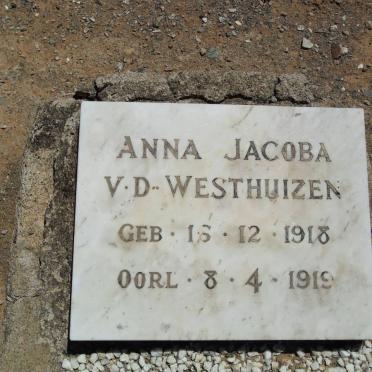 ANNA JACOBA
V·D·WESTHUIZEN
GEB · 16 · 12 · 1918
OORL · 8 · 4 · 1919